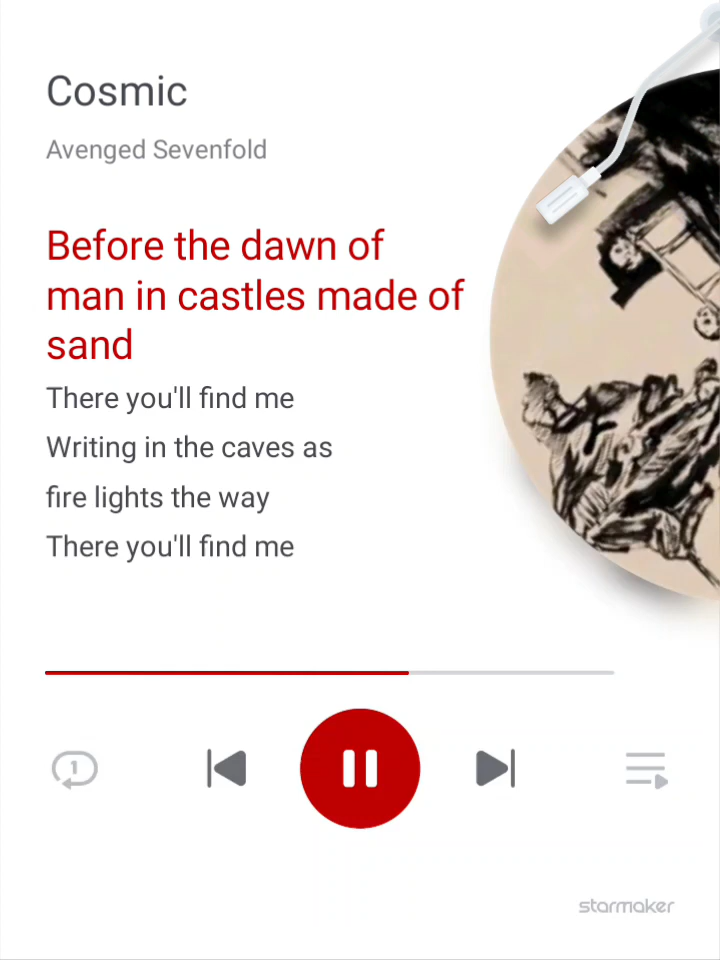 Cosmic
Avenged Sevenfold
Before the dawn of
man in castles made of
sand
There you'll find me
Writing in the caves as
fire lights the way
There you'll find me
1
starmaker